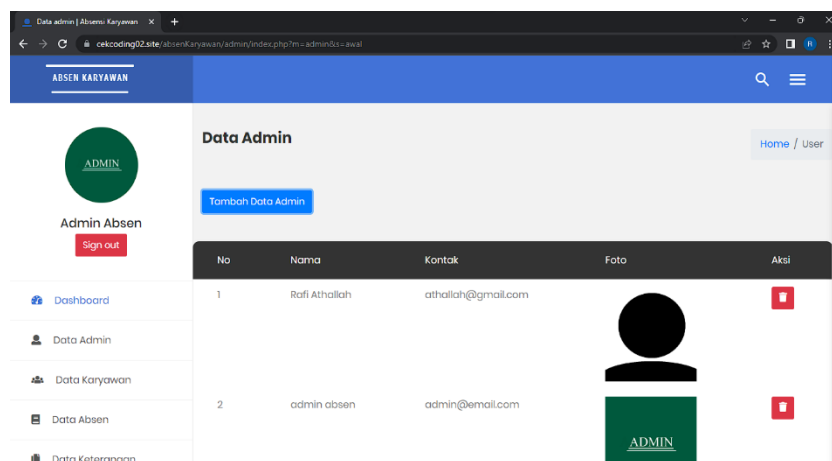 Data admin | Absensi Karyawan
cekcoding02.site/absenKaryawan/admin/index.php?m=admin&s=awal
R
ABSEN KARYAWAN
ADMIN
Admin Absen
Sign out
Dashboard
Data Admin
Data Karyawan
Data Absen
Data Keterangan
Data Admin
Home / User
Tambah Data Admin
No Nama Kontak Foto Aksi
1 Rafi Athallah athallah@gmail.com
2 admin absen admin@email.com
ADMIN